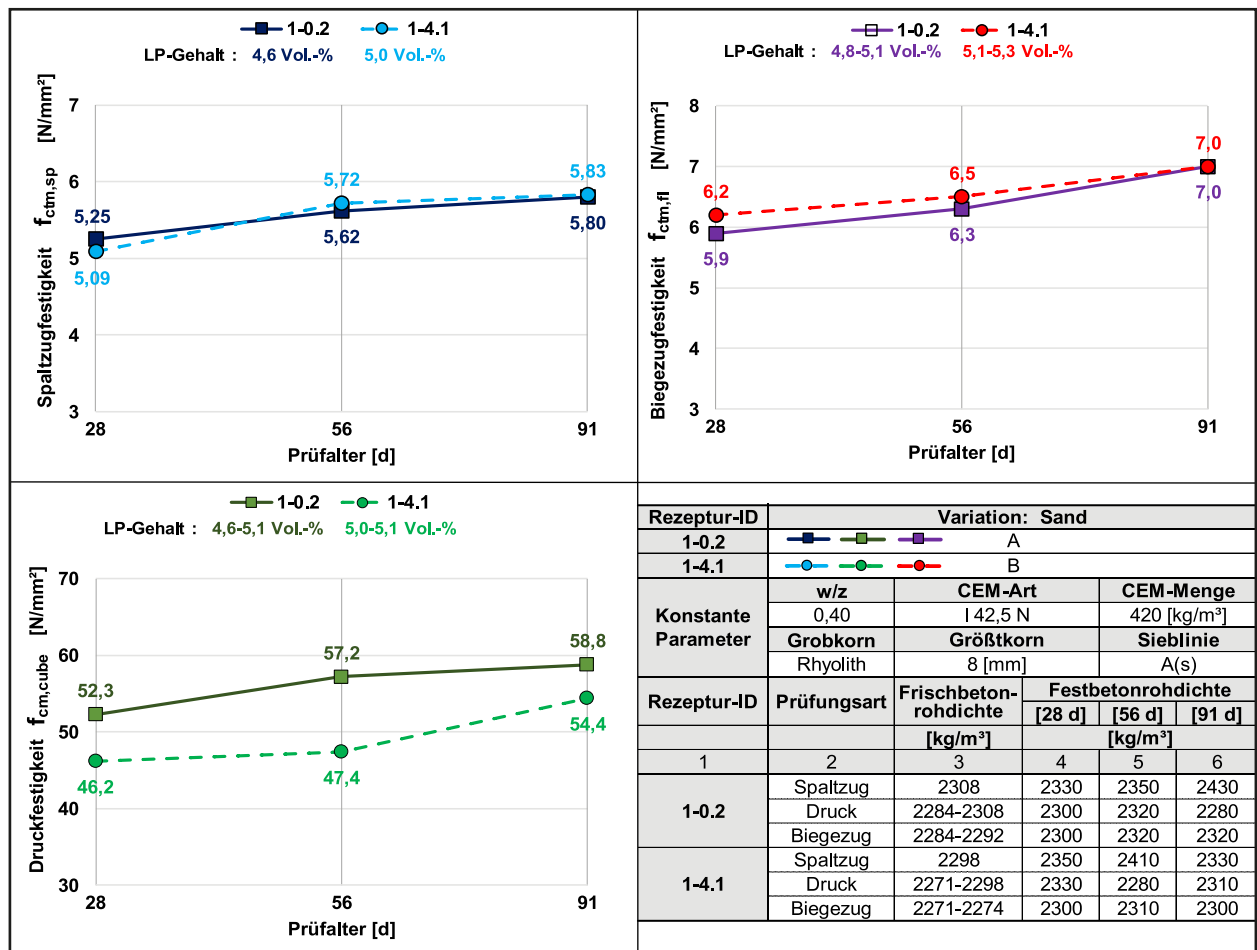 1-0.2 1-4.1
LP-Gehalt : 4,6 Vol.-% 5,0 Vol.-%
Spaltzugfestigkeit fctm,sp [N/mm²]
7
6
5
4
3
5,25
5,09
5,72
5,62
5,83
5,80
28 56 91
Prüfalter [d]
1-0.2 1-4.1
LP-Gehalt : 4,8-5,1 Vol.-% 5,1-5,3 Vol.-%
Biegezugfestigkeit fctm,fl [N/mm²]
8
7
6
5
4
3
6,2
5,9
6,5
6,3
7,0
7,0
28 56 91
Prüfalter [d]
1-0.2 1-4.1
LP-Gehalt : 4,6-5,1 Vol.-% 5,0-5,1 Vol.-%
Druckfestigkeit fcm,cube [N/mm²]
70
60
50
40
30
52,3
46,2
57,2
47,4
58,8
54,4
28 56 91
Prüfalter [d]
Rezeptur-ID Variation: Sand
1-0.2 A
1-4.1 B
Konstante Parameter
w/z CEM-Art CEM-Menge
0,40 I 42,5 N 420 [kg/m³]
Grobkorn Größtkorn Sieblinie
Rhyolith 8 [mm] A(s)
Rezeptur-ID Prüfungsart Frischbeton-rohdichte Festbetonrohdichte
[28 d] [56 d] [91 d]
[kg/m³] [kg/m³]
1 2 3 4 5 6
1-0.2
Spaltzug 2308 2330 2350 2430
Druck 2284-2308 2300 2320 2280
Biegezug 2284-2292 2300 2320 2320
1-4.1
Spaltzug 2298 2350 2410 2330
Druck 2271-2298 2330 2280 2310
Biegezug 2271-2274 2300 2310 2300